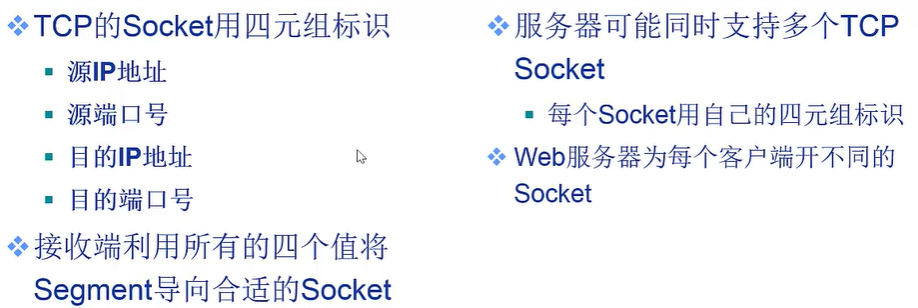 TCP的Socket用四元组标识
源IP地址
源端口号
目的IP地址
目的端口号
接收端利用所有的四个值将
Segment导向合适的Socket
服务器可能同时支持多个TCP
Socket
每个Socket用自己的四元组标识
Web服务器为每个客户端开不同的
Socket